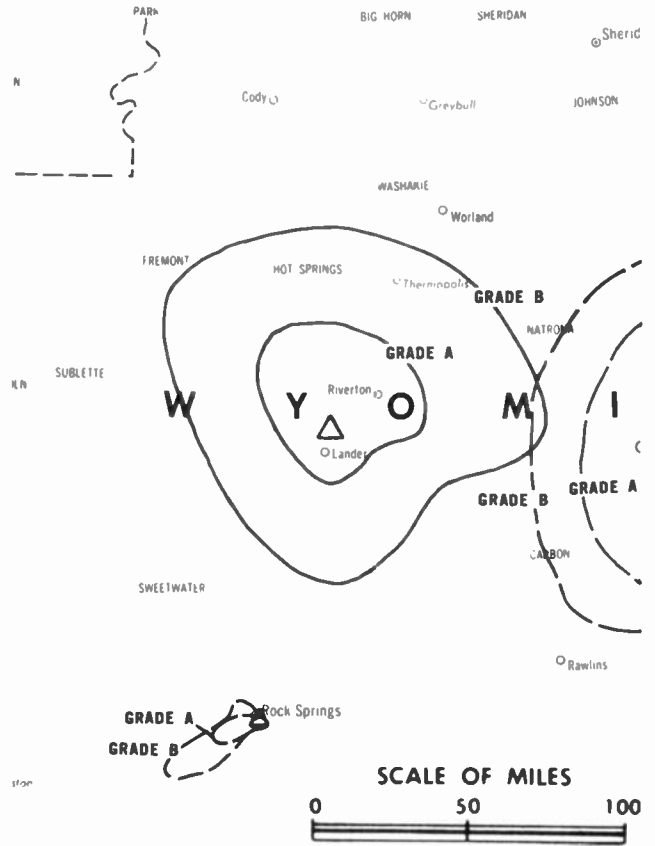 PARK
BIG HORN
SHERIDAN
Sherid
N
Cody
Greybull
JOHNSON
WASHAKIE
Worland
FREMONT
HOT SPRINGS
Thermopolis
GRADE B
NATRONA
GRADE A
SUBLETTE
Riverton
W Y O M I
Lander
GRADE B
GRADE A
CARBON
SWEETWATER
Rawlins
Rock Springs
GRADE A
GRADE B
SCALE OF MILES
0 50 100